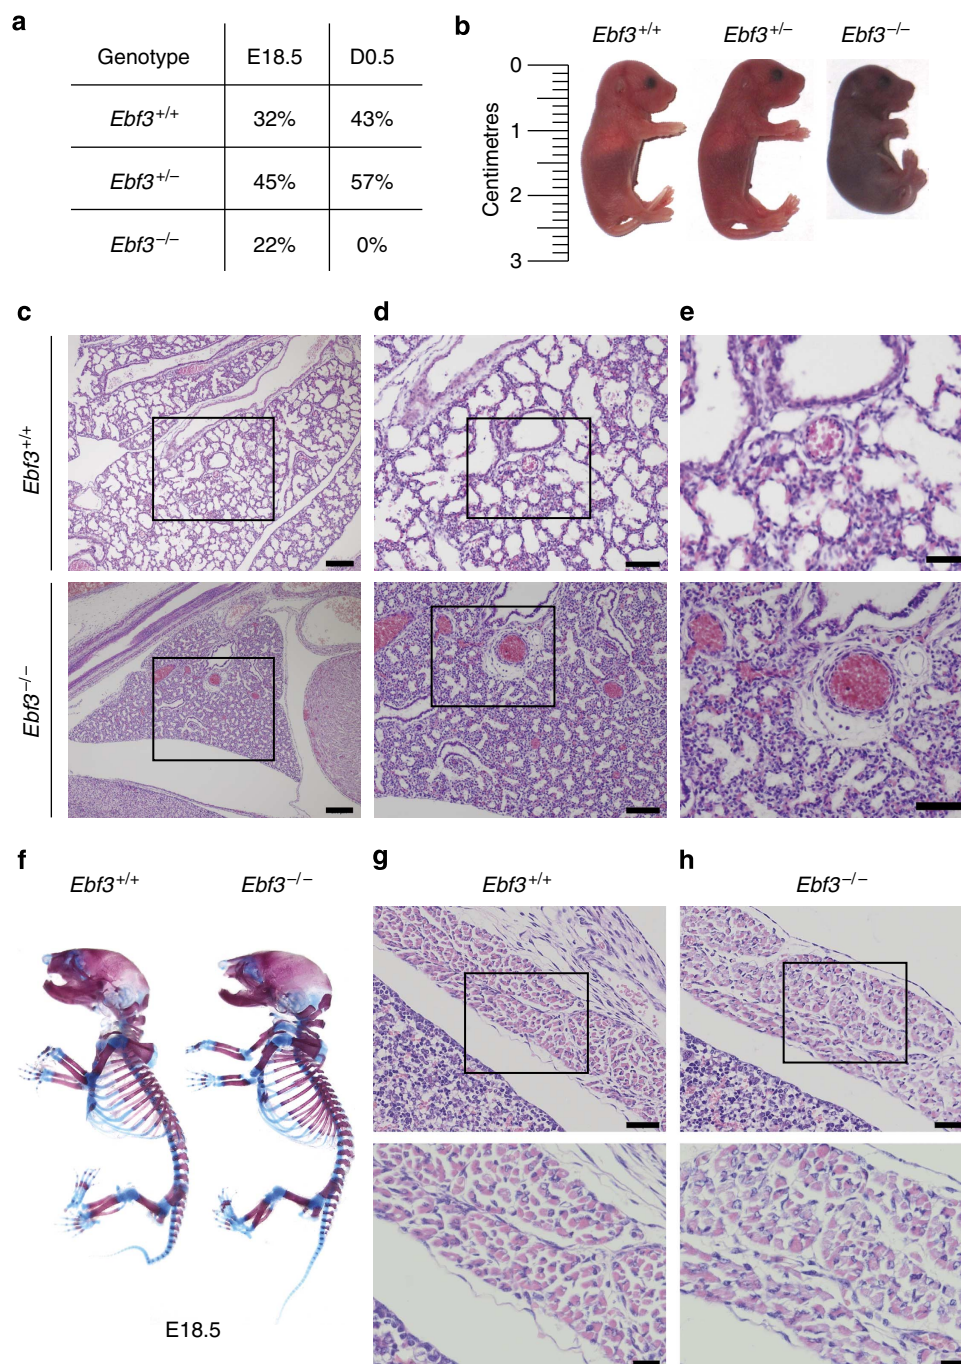 a
Genotype E18.5 D0.5
Ebf3+/+ 32% 43%
Ebf3+/– 45% 57%
Ebf3–/– 22% 0%
b
Ebf3+/+ Ebf3+/– Ebf3–/–
0
1
2
3
Centimetres
c d e
Ebf3+/+
Ebf3–/–
f g h
Ebf3+/+ Ebf3–/– Ebf3+/+ Ebf3–/–
E18.5